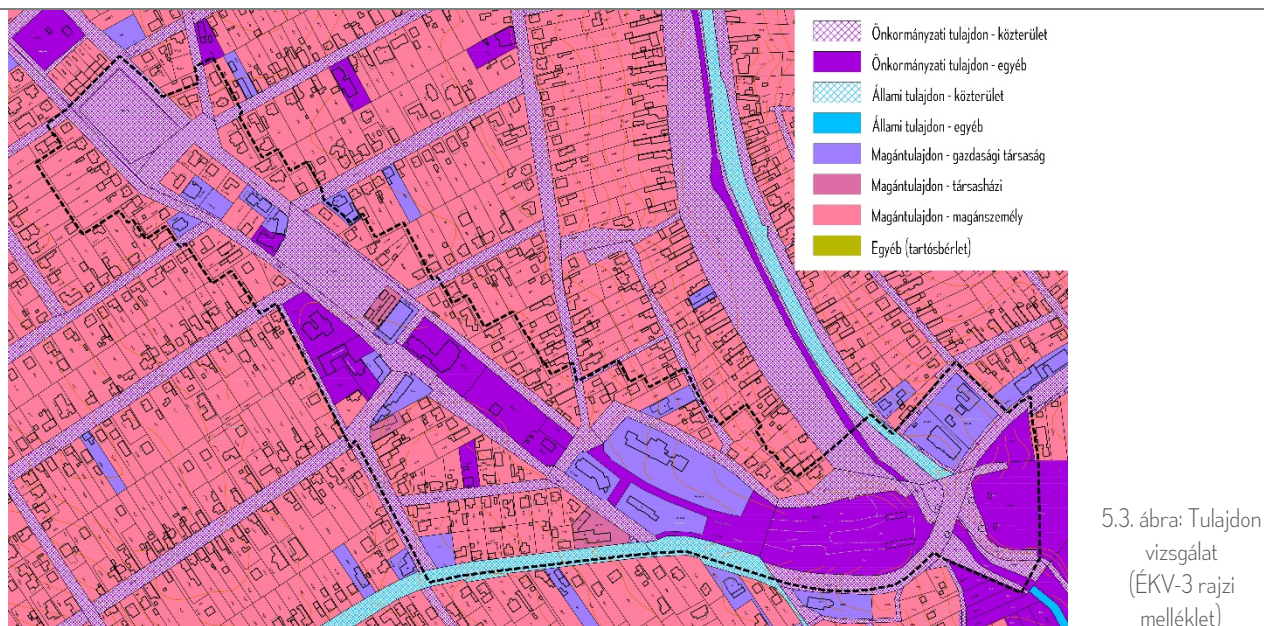 Önkormányzati tulajdon - közterület
Önkormányzati tulajdon - egyéb
Állami tulajdon - közterület
Állami tulajdon - egyéb
Magántulajdon - gazdasági társaság
Magántulajdon - társasházi
Magántulajdon - magánszemély
Egyéb (tartósbérlet)
5.3. ábra: Tulajdon
vizsgálat
(ÉKV-3 rajzi
melléklet)